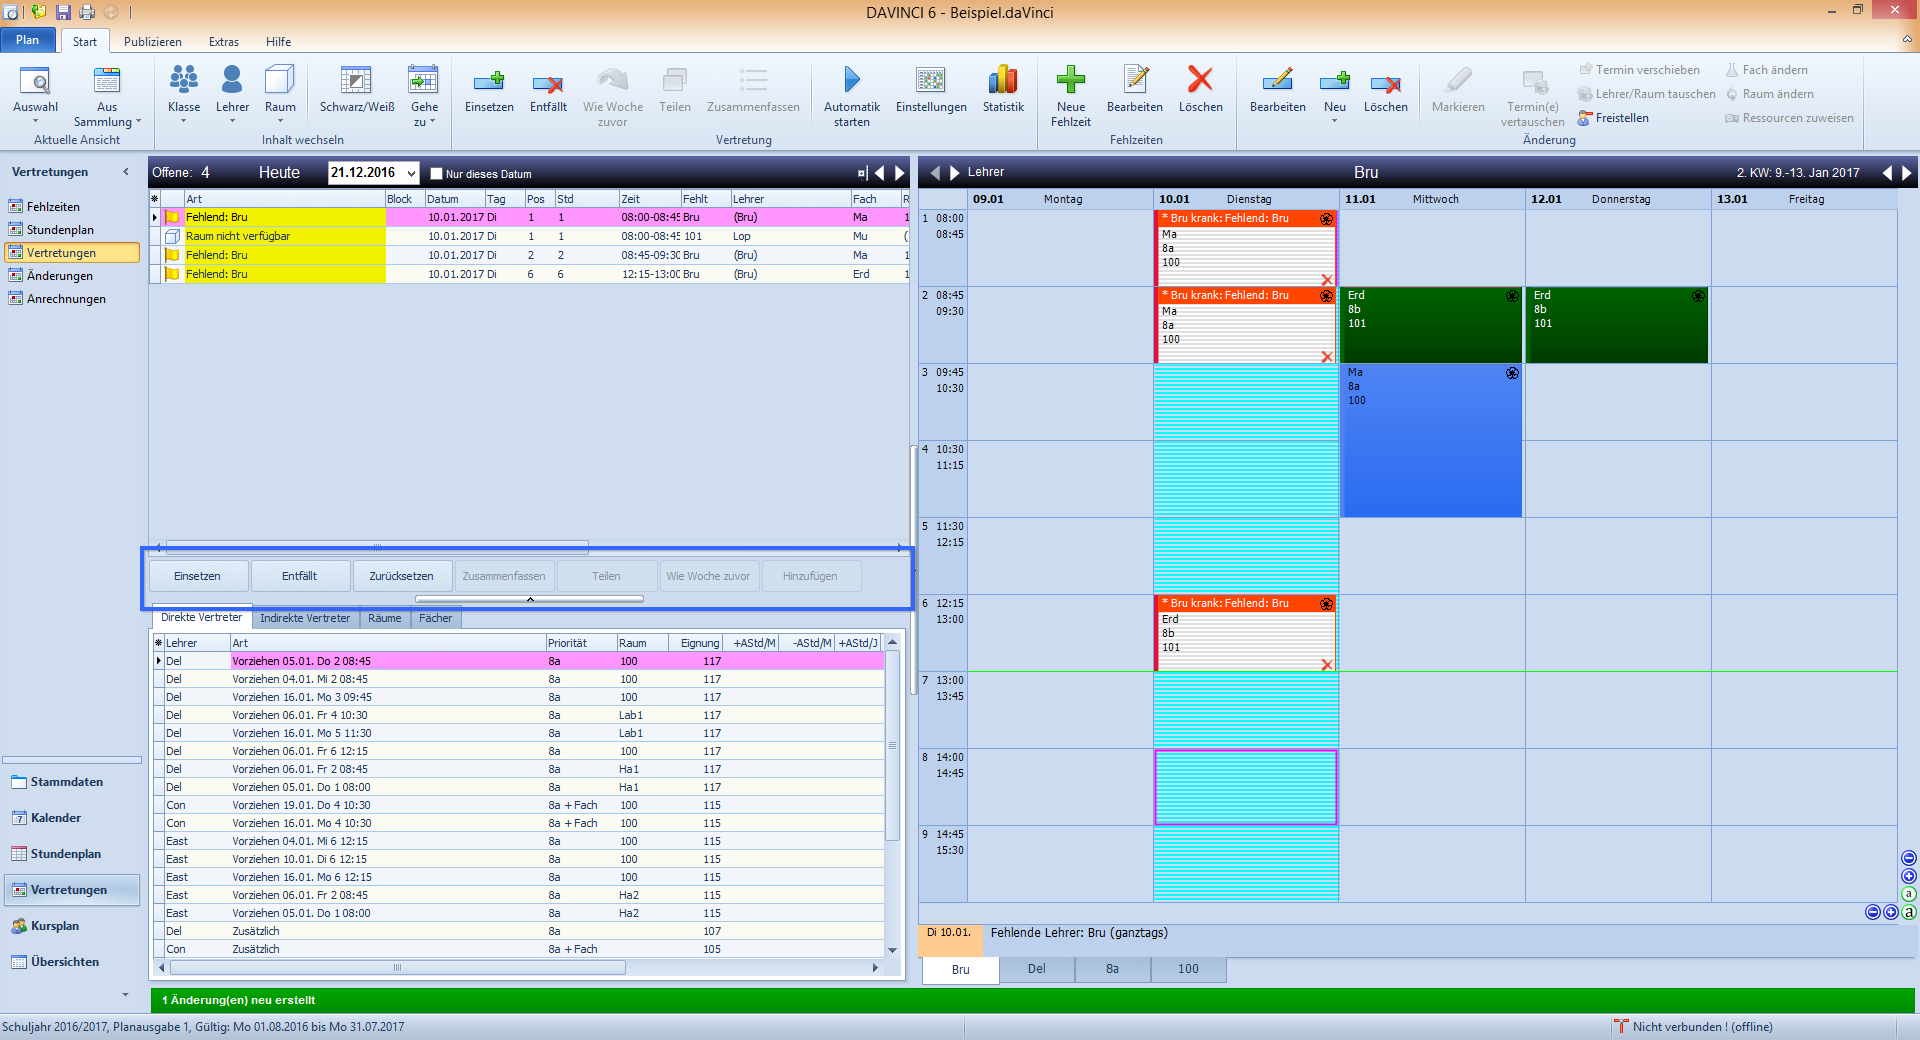 DAVINCI 6 - Beispiel.daVinci
Plan Start Publizieren Extras Hilfe
Auswahl
Aus Sammlung
Aktuelle Ansicht
Klasse
Lehrer
Raum
Schwarz/Weiß
Gehe zu
Inhalt wechseln
Einsetzen
Entfällt
Wie Woche zuvor
Teilen
Zusammenfassen
Automatik starten
Einstellungen
Statistik
Vertretung
Neue Fehlzeit
Bearbeiten
Löschen
Fehlzeiten
Bearbeiten
Neu
Löschen
Markieren
Termin(e) vertauschen
Termin verschieben
Lehrer/Raum tauschen
Freistellen
Fach ändern
Raum ändern
Ressourcen zuweisen
Änderung
Vertretungen
Fehlzeiten
Stundenplan
Vertretungen
Änderungen
Anrechnungen
Stammdaten
Kalender
Stundenplan
Vertretungen
Kursplan
Übersichten
Offene: 4 Heute 21.12.2016 Nur dieses Datum
Art Block Datum Tag Pos Std Zeit Fehlt Lehrer Fach R
Fehlend: Bru 10.01.2017 Di 1 1 08:00-08:45 Bru (Bru) Ma 1
Raum nicht verfügbar 10.01.2017 Di 1 1 08:00-08:45 101 Lop Mu (
Fehlend: Bru 10.01.2017 Di 2 2 08:45-09:30 Bru (Bru) Ma 1
Fehlend: Bru 10.01.2017 Di 6 6 12:15-13:00 Bru (Bru) Erd 1
Einsetzen Entfällt Zurücksetzen Zusammenfassen Teilen Wie Woche zuvor Hinzufügen
Direkte Vertreter Indirekte Vertreter Räume Fächer
Lehrer Art Priorität Raum Eignung +AStd/M -AStd/M +AStd/J
Del Vorziehen 05.01. Do 2 08:45 8a 100 117
Del Vorziehen 04.01. Mi 2 08:45 8a 100 117
Del Vorziehen 16.01. Mo 3 09:45 8a 100 117
Del Vorziehen 06.01. Fr 4 10:30 8a Lab1 117
Del Vorziehen 16.01. Mo 5 11:30 8a Lab1 117
Del Vorziehen 06.01. Fr 6 12:15 8a 100 117
Del Vorziehen 06.01. Fr 2 08:45 8a Ha1 117
Del Vorziehen 05.01. Do 1 08:00 8a Ha1 117
Con Vorziehen 19.01. Do 4 10:30 8a + Fach 100 115
Con Vorziehen 16.01. Mo 4 10:30 8a + Fach 100 115
East Vorziehen 04.01. Mi 6 12:15 8a 100 115
East Vorziehen 10.01. Di 6 12:15 8a 100 115
East Vorziehen 16.01. Mo 6 12:15 8a 100 115
East Vorziehen 06.01. Fr 2 08:45 8a Ha2 115
East Vorziehen 05.01. Do 1 08:00 8a Ha2 115
Del Zusätzlich 8a 107
Con Zusätzlich 8a + Fach 105
Lehrer Bru 2. KW: 9.-13. Jan 2017
09.01 Montag 10.01 Dienstag 11.01 Mittwoch 12.01 Donnerstag 13.01 Freitag
1 08:00
08:45
* Bru krank: Fehlend: Bru
Ma
8a
100
2 08:45
09:30
* Bru krank: Fehlend: Bru
Ma
8a
100
Erd
8b
101
Erd
8b
101
3 09:45
10:30
Ma
8a
100
4 10:30
11:15
5 11:30
12:15
6 12:15
13:00
* Bru krank: Fehlend: Bru
Erd
8b
101
7 13:00
13:45
8 14:00
14:45
9 14:45
15:30
a
a
Di 10.01. Fehlende Lehrer: Bru (ganztags)
Bru Del 8a 100
1 Änderung(en) neu erstellt
Schuljahr 2016/2017, Planausgabe 1, Gültig: Mo 01.08.2016 bis Mo 31.07.2017
Nicht verbunden ! (offline)